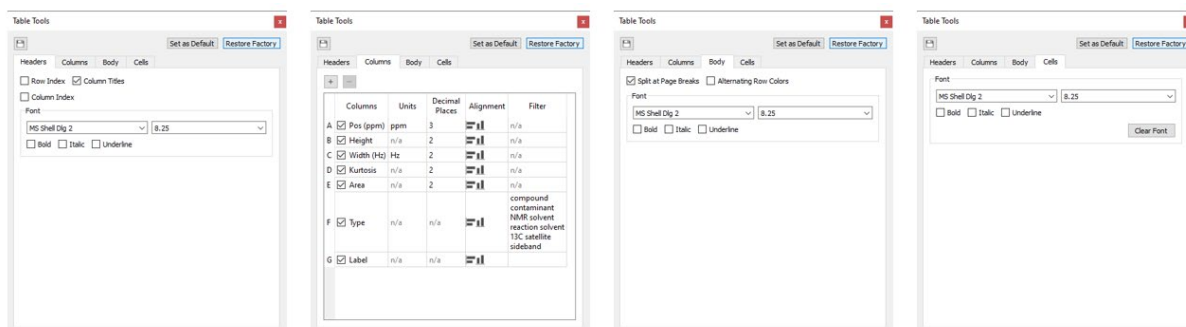 Table Tools
x
Set as Default Restore Factory
Headers Columns Body Cells
Row Index Column Titles
Column Index
Font
MS Shell Dlg 2 8.25
Bold Italic Underline
Table Tools
x
Set as Default Restore Factory
Headers Columns Body Cells
+ −
Columns Units Decimal Places Alignment Filter
A Pos (ppm) ppm 3 n/a
B Height n/a 2 n/a
C Width (Hz) Hz 2 n/a
D Kurtosis n/a 2 n/a
E Area n/a 2 n/a
compound
contaminant
NMR solvent
F Type n/a n/a reaction solvent
13C satellite
sideband
G Label n/a n/a
Table Tools
x
Set as Default Restore Factory
Headers Columns Body Cells
Split at Page Breaks Alternating Row Colors
Font
MS Shell Dlg 2 8.25
Bold Italic Underline
Table Tools
x
Set as Default Restore Factory
Headers Columns Body Cells
Font
MS Shell Dlg 2 8.25
Bold Italic Underline
Clear Font